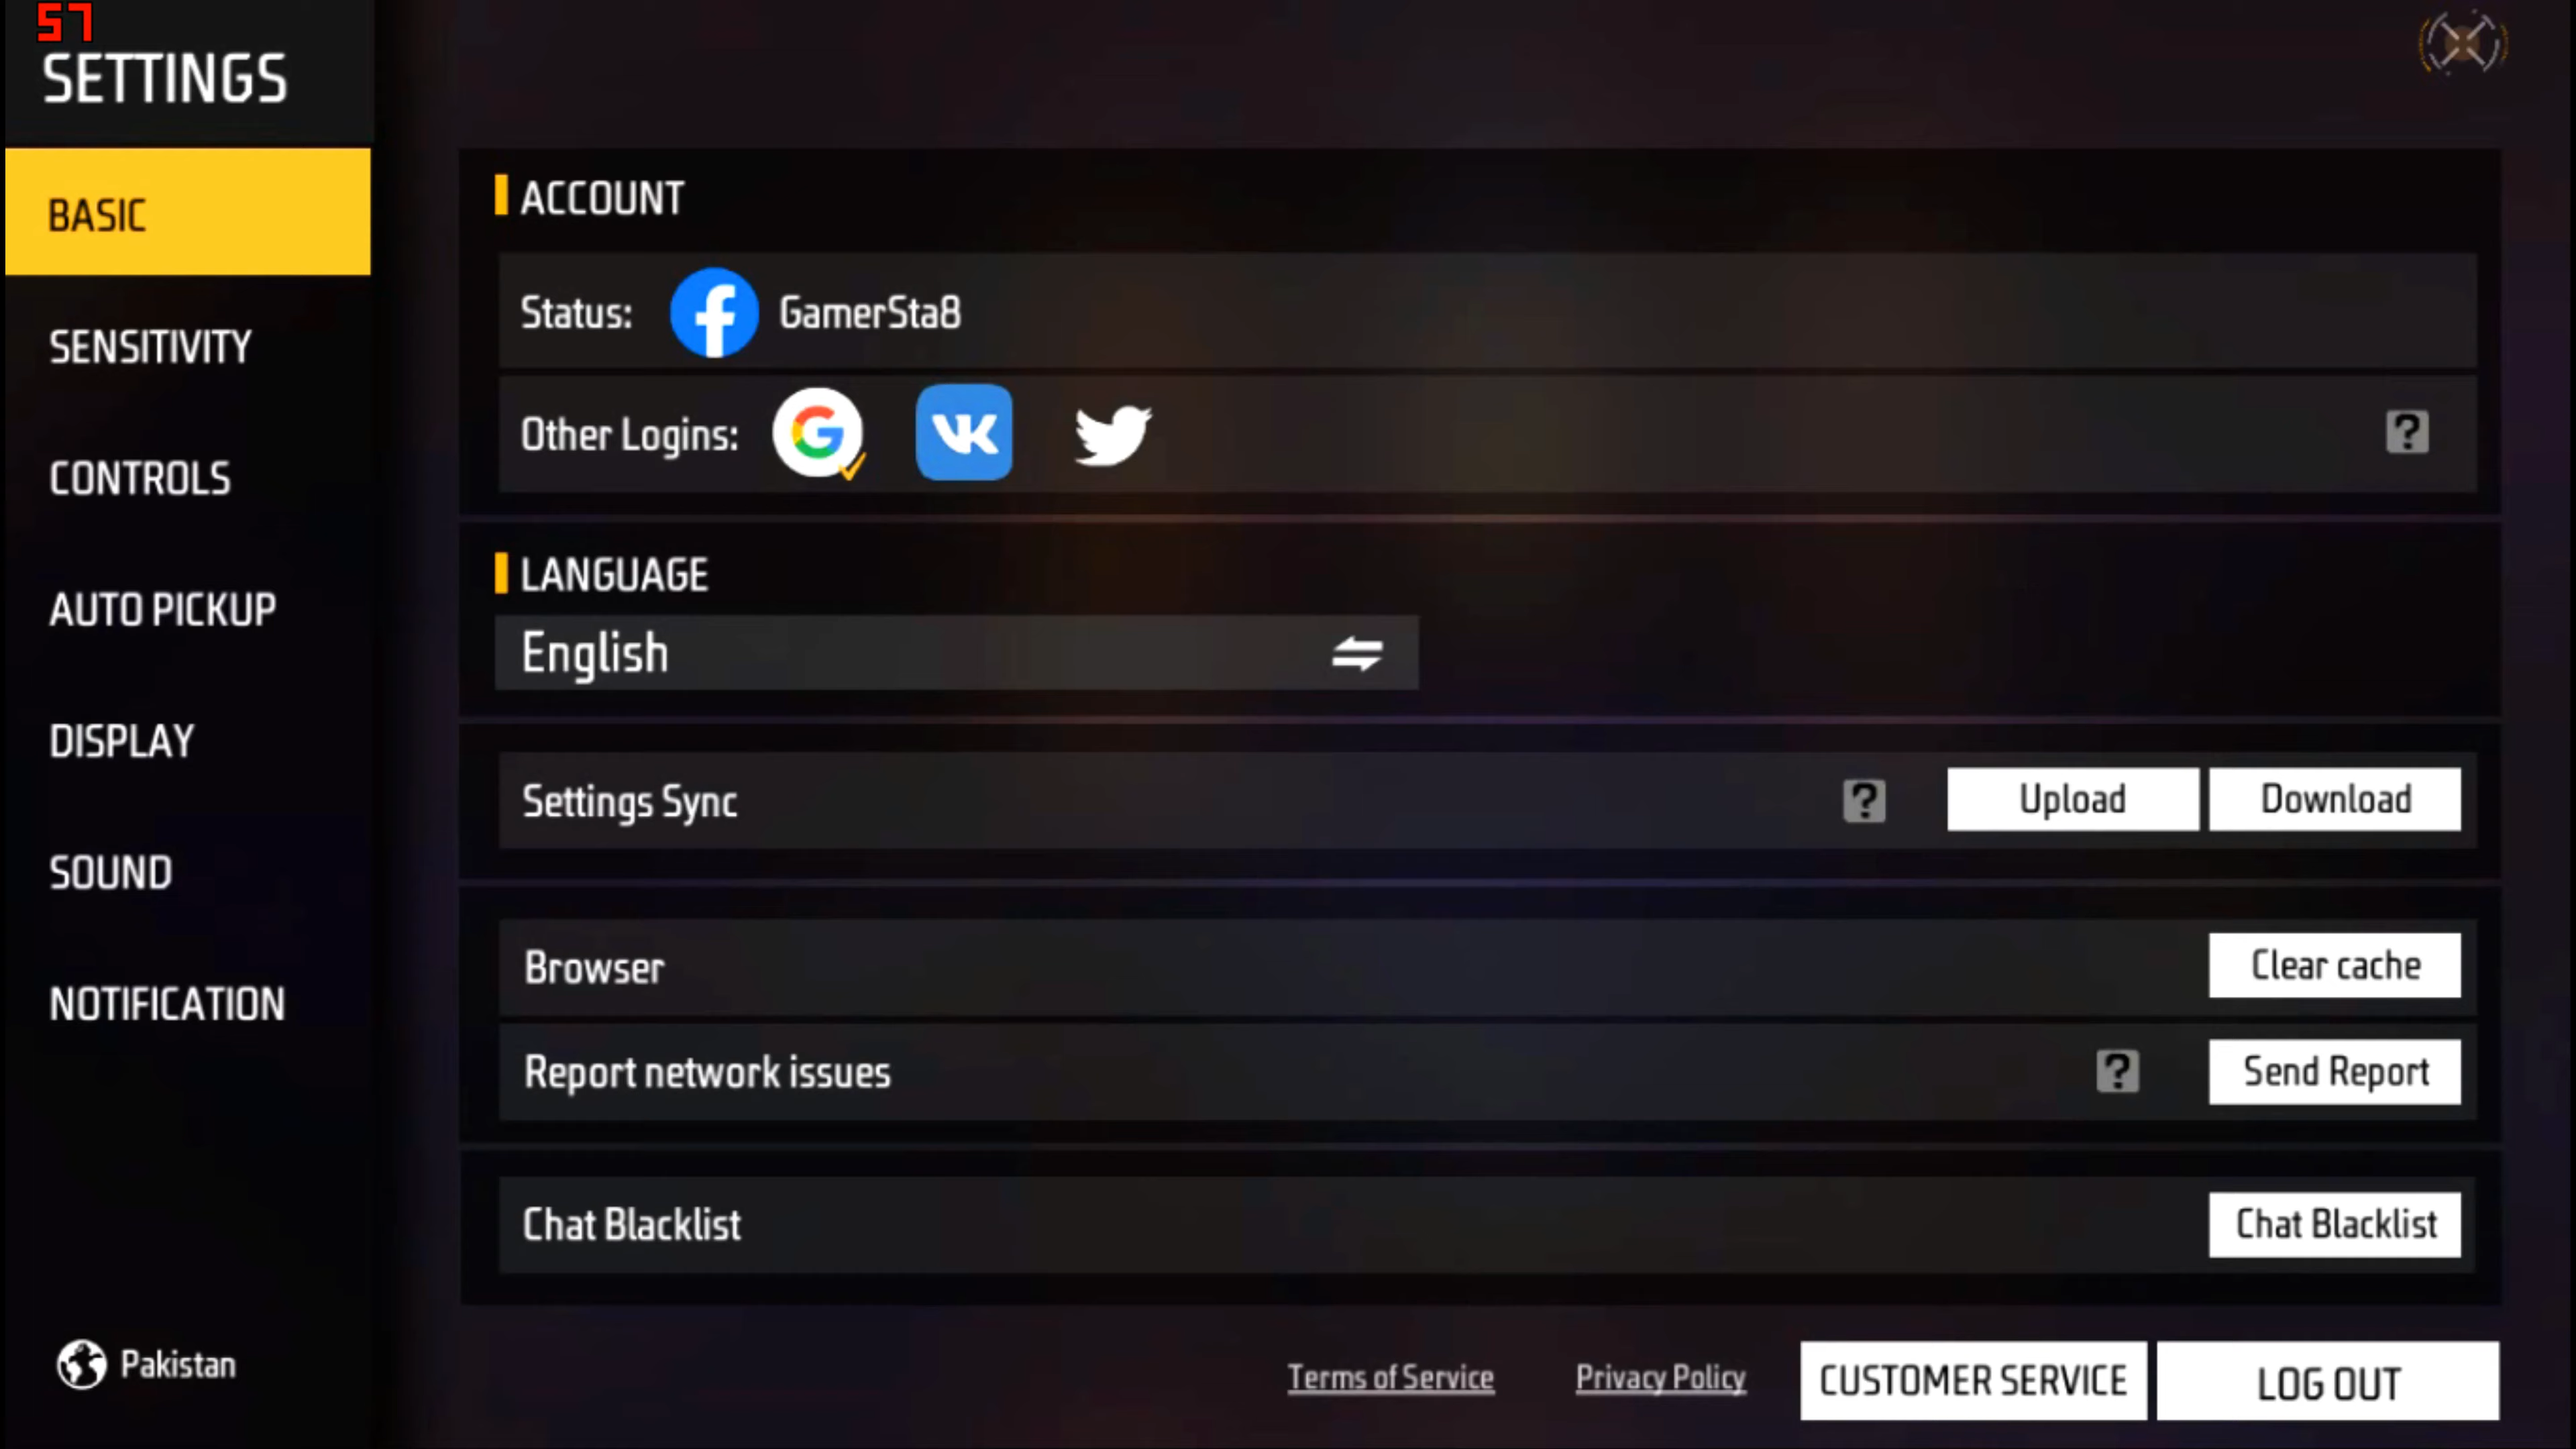 57
SETTINGS
BASIC
SENSITIVITY
CONTROLS
AUTO PICKUP
DISPLAY
SOUND
NOTIFICATION
Pakistan
ACCOUNT
Status: GamerSta8
Other Logins: G VK ?
LANGUAGE
English
Settings Sync ? Upload Download
Browser Clear cache
Report network issues ? Send Report
Chat Blacklist Chat Blacklist
Terms of Service Privacy Policy CUSTOMER SERVICE LOG OUT